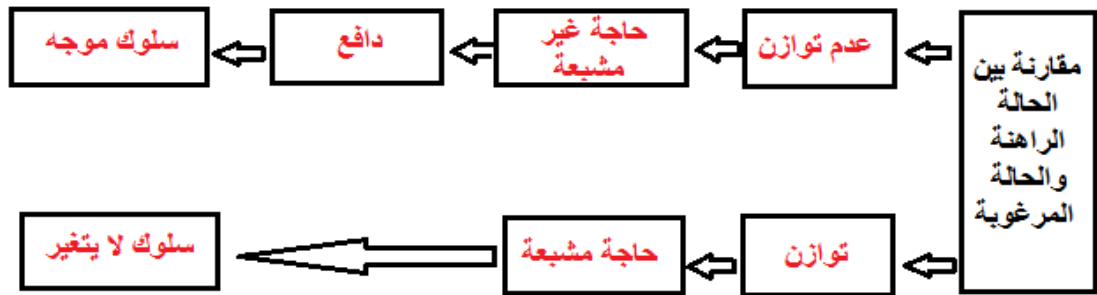 مقارنة بين
الحالة
الراهنة
والحالة
المرغوبة
عدم توازن
حاجة غير
مشبعة
دافع
سلوك موجه
توازن
حاجة مشبعة
سلوك لا يتغير